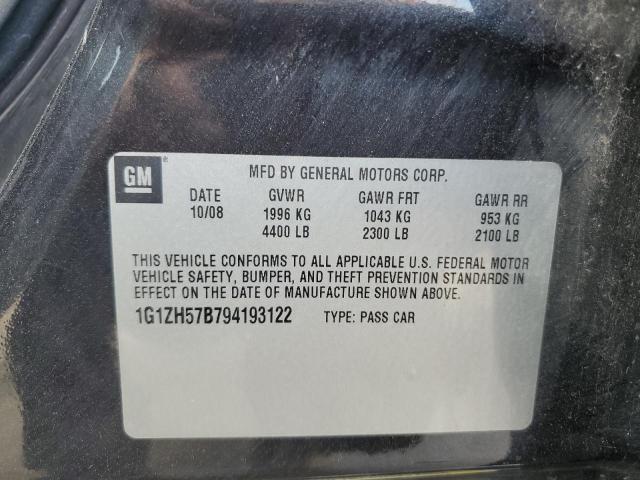 GM
MFD BY GENERAL MOTORS CORP.
DATE GVWR GAWR FRT GAWR RR
10/08 1996 KG 1043 KG 953 KG
4400 LB 2300 LB 2100 LB
THIS VEHICLE CONFORMS TO ALL APPLICABLE U.S. FEDERAL MOTOR
VEHICLE SAFETY, BUMPER, AND THEFT PREVENTION STANDARDS IN
EFFECT ON THE DATE OF MANUFACTURE SHOWN ABOVE.
1G1ZH57B794193122 TYPE: PASS CAR